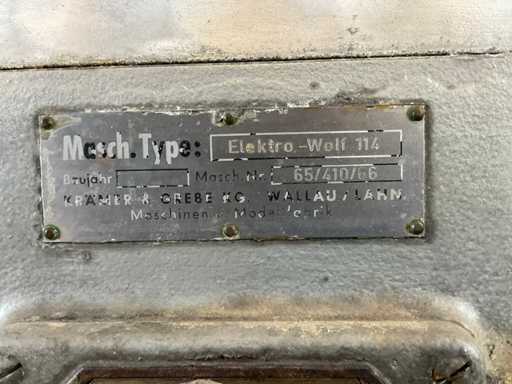 Masch. Type: Elektro.-Wolf 114
Baujahr Masch. Nr. 65/410/66
KRÄMER & GREBE KG. WALLAU/LAHN
Maschinen- u. Modellfabrik